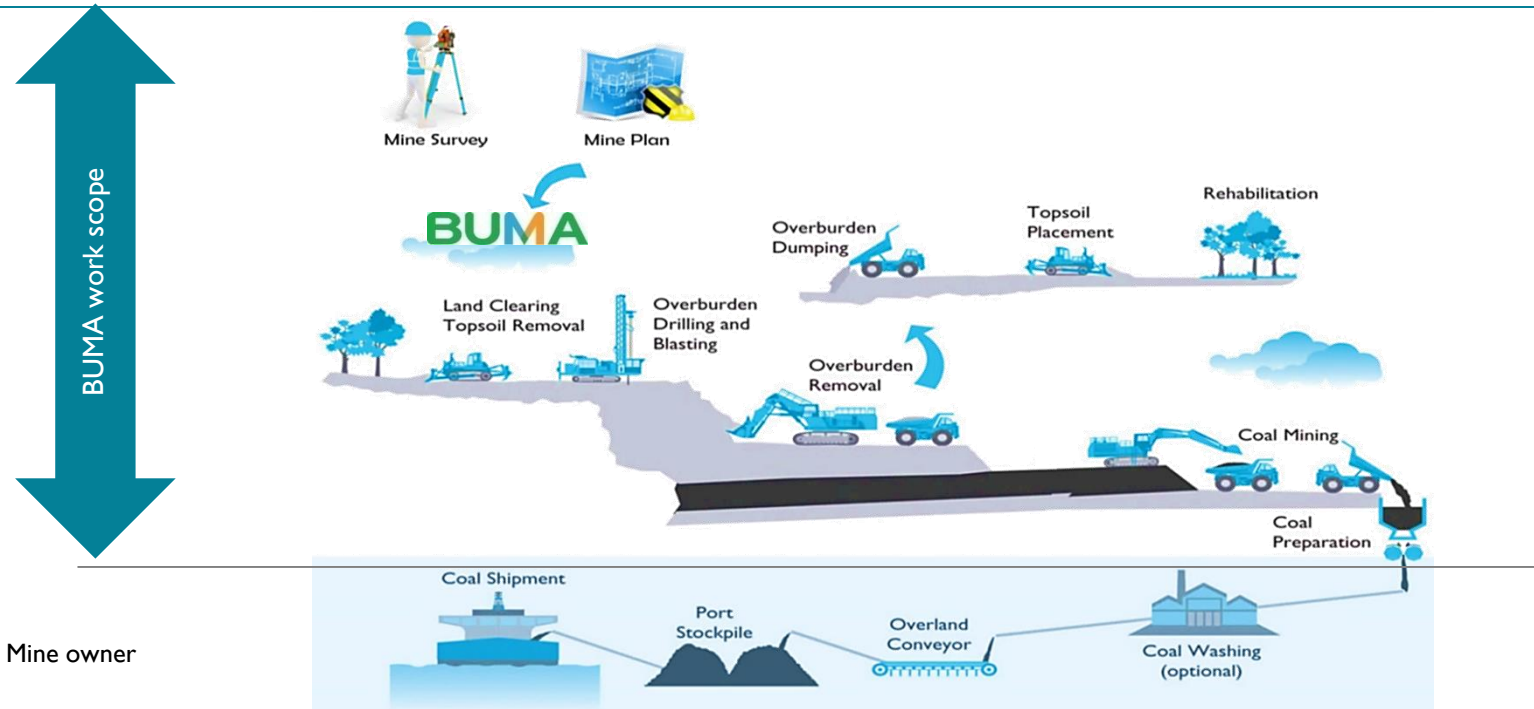 BUMA work scope
Mine Survey
Mine Plan
BUMA
Rehabilitation
Topsoil
Placement
Overburden
Dumping
Land Clearing
Topsoil Removal
Overburden
Drilling and
Blasting
Overburden
Removal
Coal Mining
Coal
Preparation
Coal Shipment
Port
Stockpile
Overland
Conveyor
Coal Washing
(optional)
Mine owner